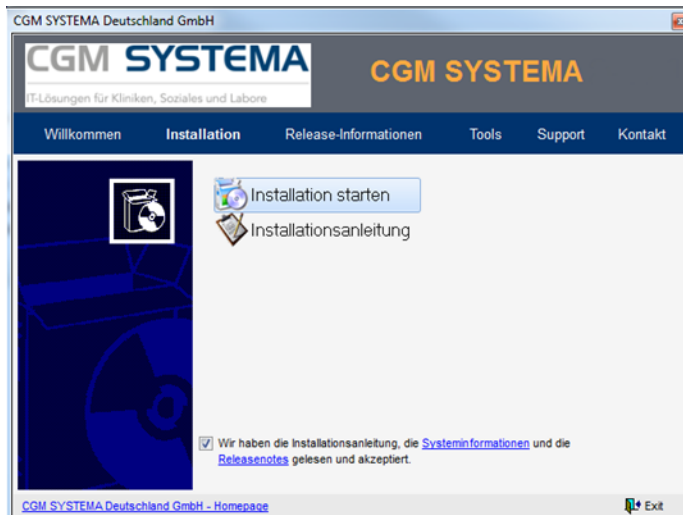 CGM SYSTEMA Deutschland GmbH
CGM SYSTEMA
IT-Lösungen für Kliniken, Soziales und Labore
CGM SYSTEMA
Willkommen Installation Release-Informationen Tools Support Kontakt
Installation starten
Installationsanleitung
Wir haben die Installationsanleitung, die Systeminformationen und die
Releasenotes gelesen und akzeptiert.
CGM SYSTEMA Deutschland GmbH - Homepage
Exit